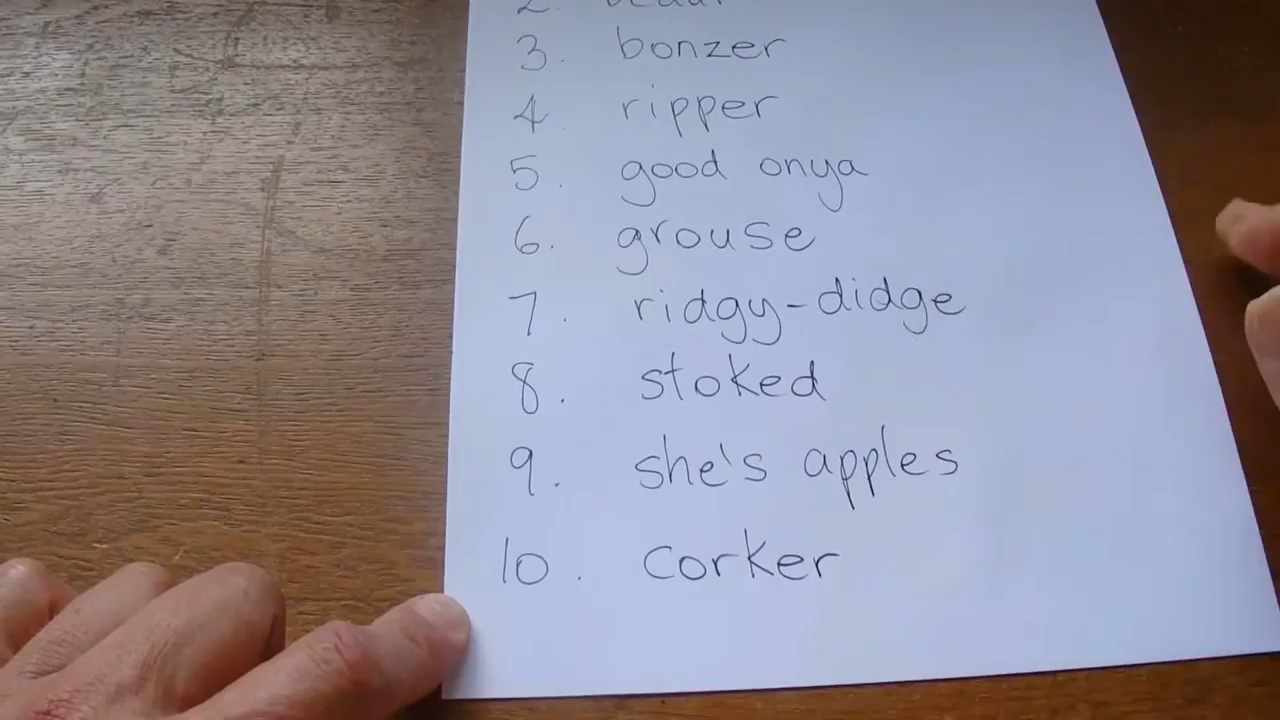 3. bonzer
4. ripper
5. good onya
6. grouse
7. ridgy-didge
8. stoked
9. she's apples
10. corker